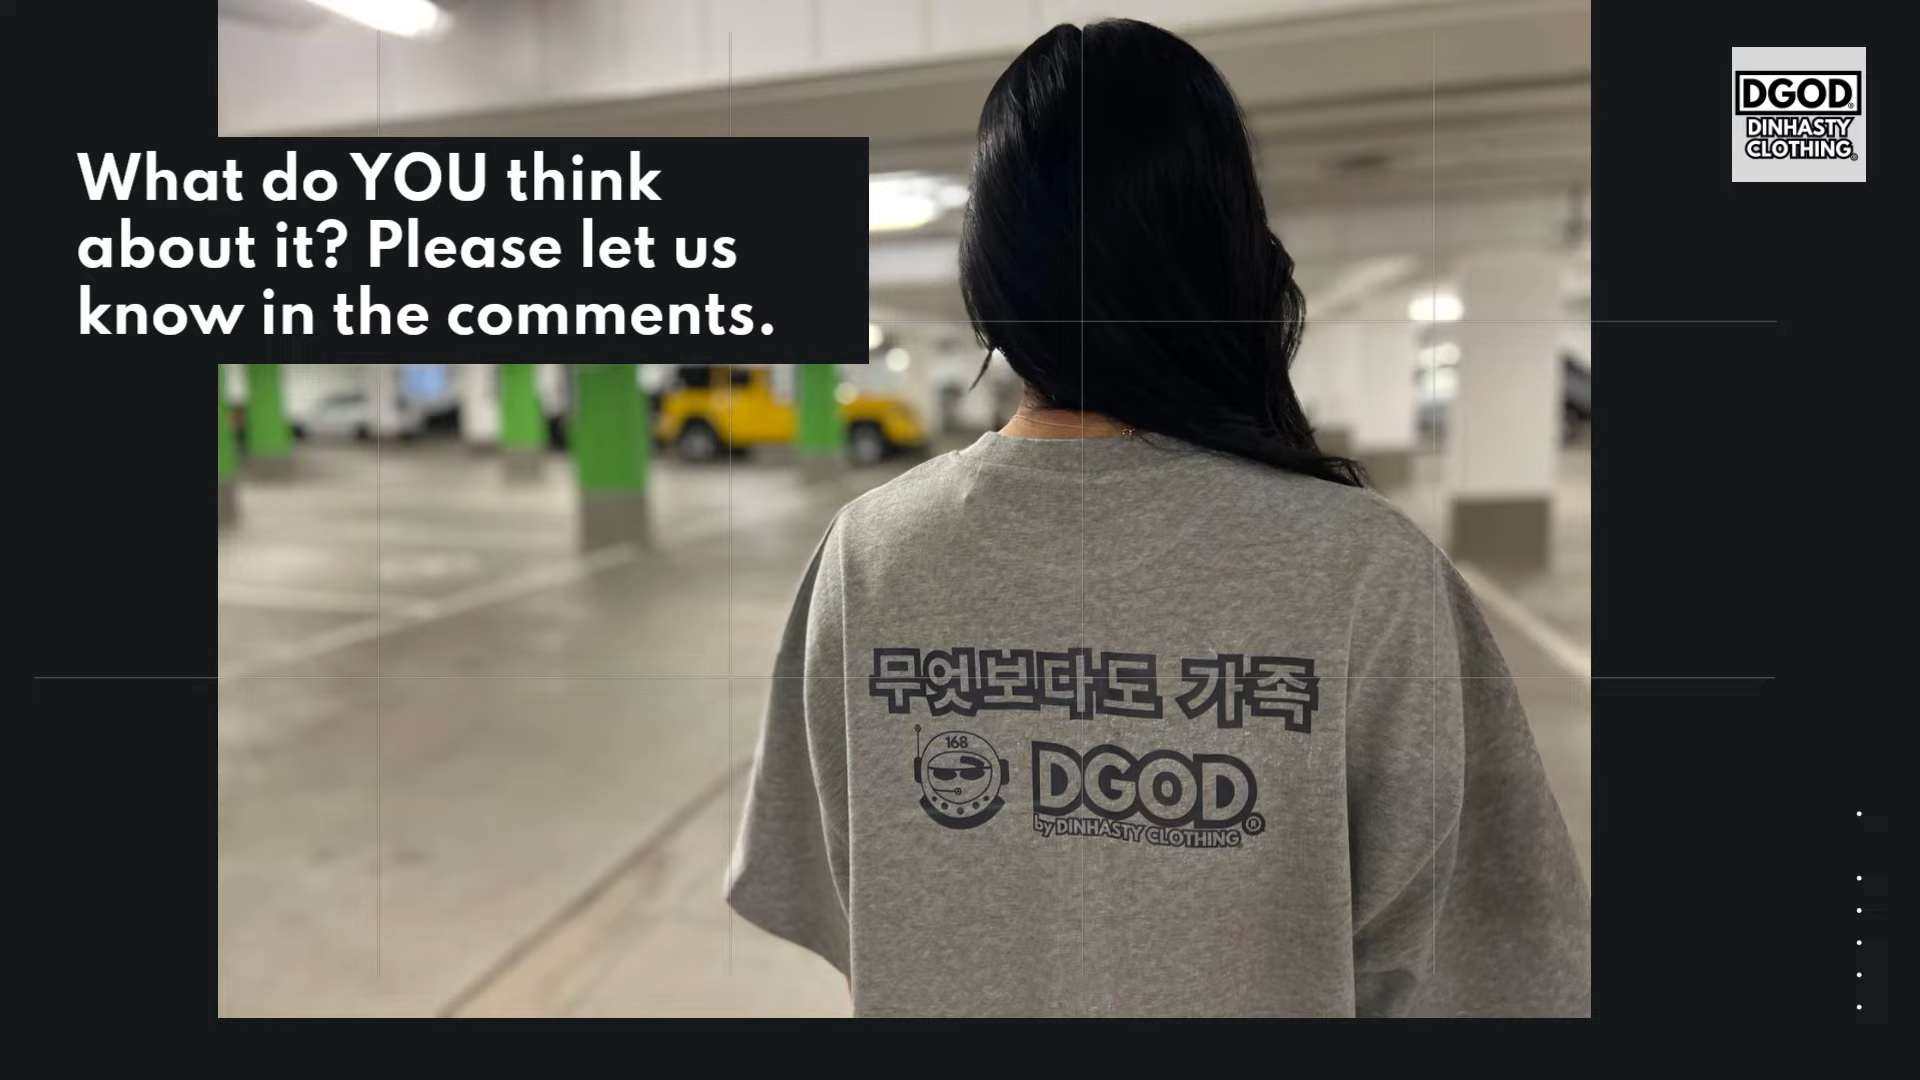 What do YOU think
about it? Please let us
know in the comments.
DGOD®
DINHASTY
CLOTHING®
무엇보다도 가족
168
DGOD®
by DINHASTY CLOTHING